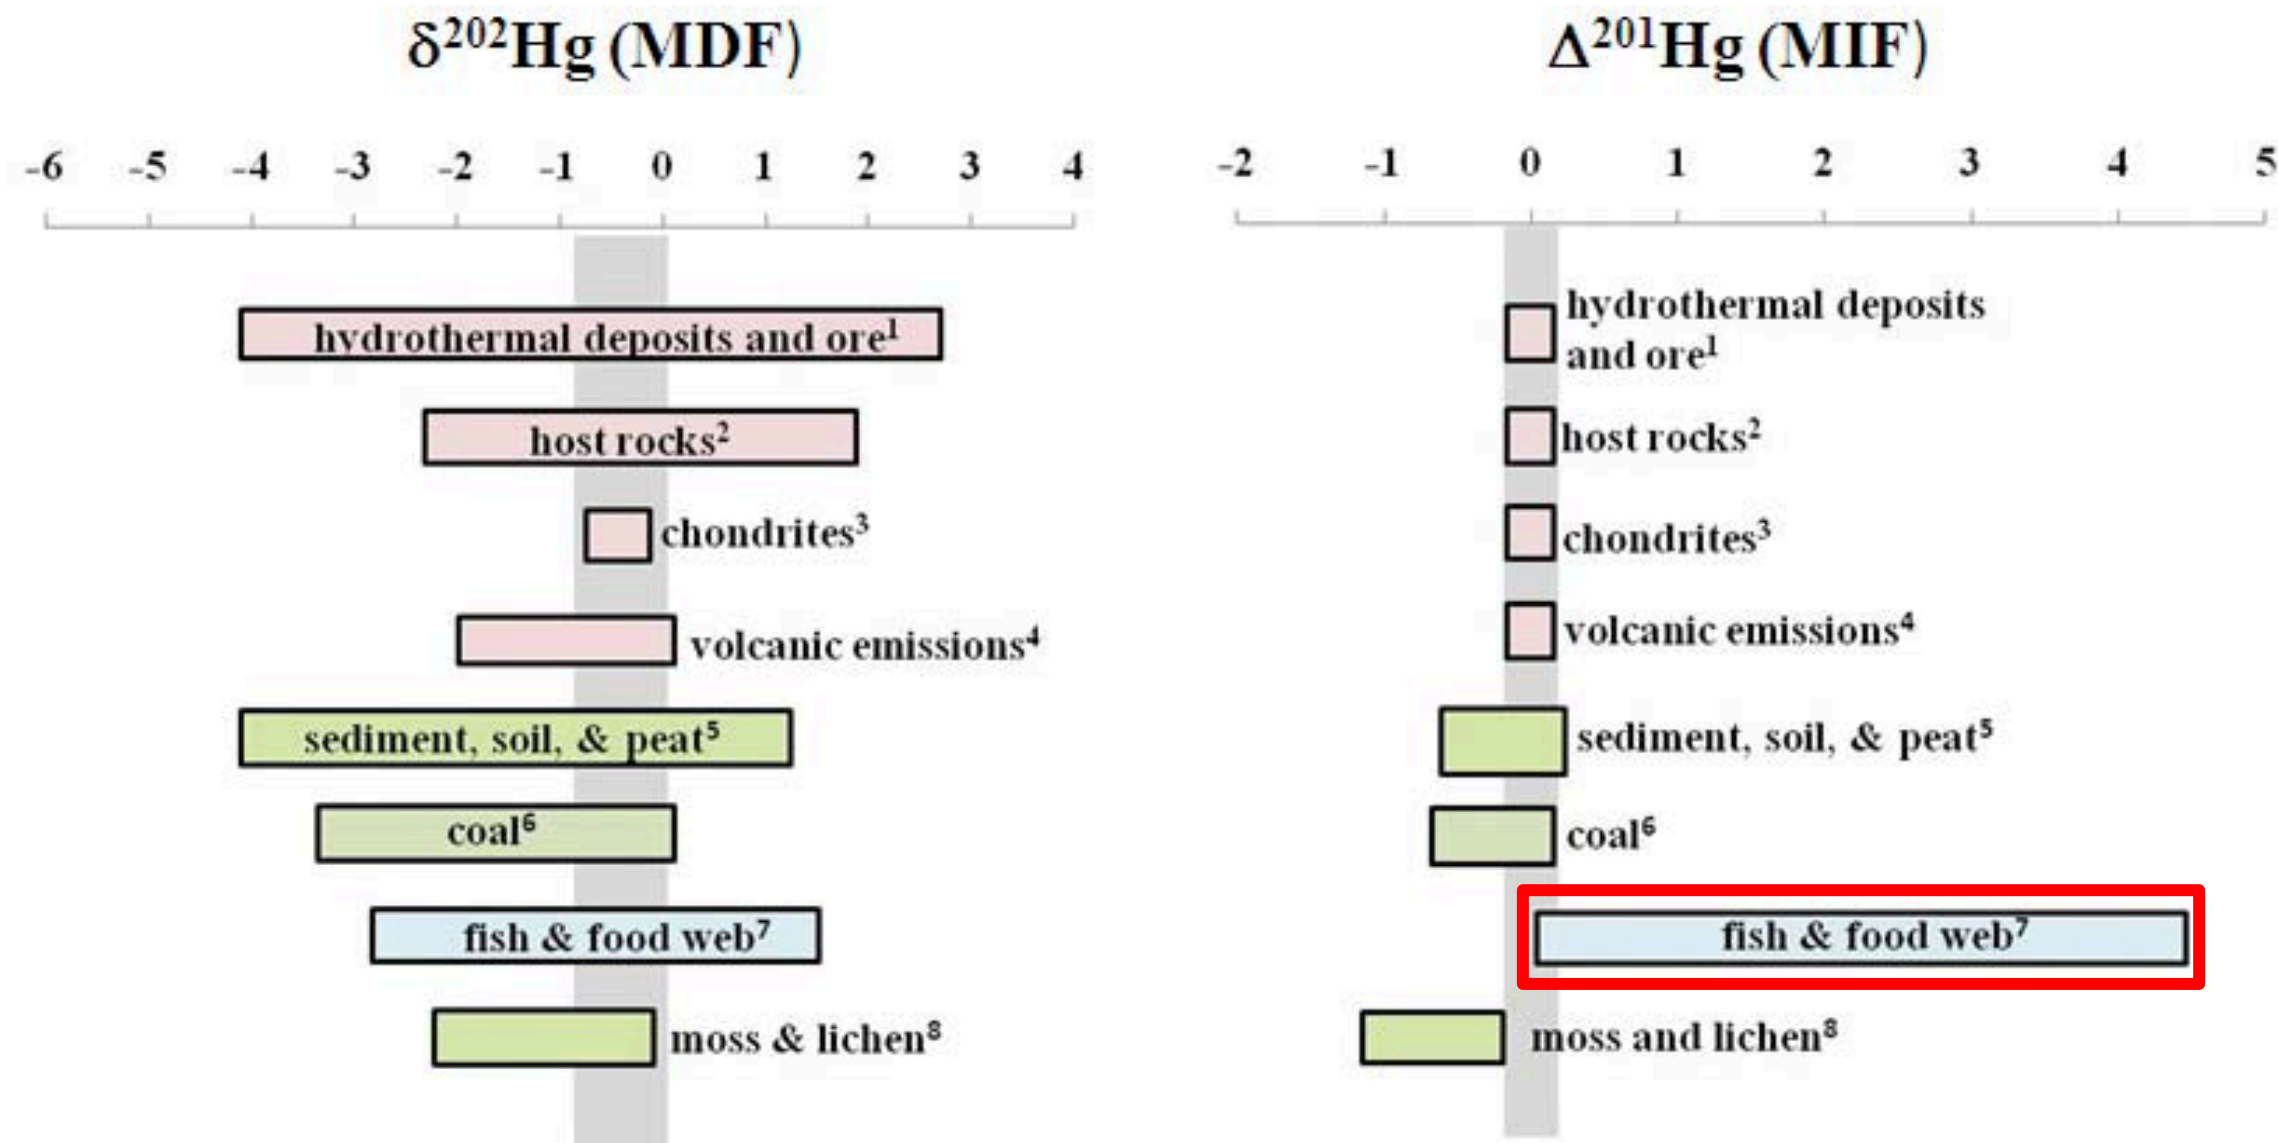 δ²⁰²Hg (MDF)
-6 -5 -4 -3 -2 -1 0 1 2 3 4
hydrothermal deposits and ore¹
host rocks²
chondrites³
volcanic emissions⁴
sediment, soil, & peat⁵
coal⁶
fish & food web⁷
moss & lichen⁸
Δ²⁰¹Hg (MIF)
-2 -1 0 1 2 3 4 5
hydrothermal deposits
and ore¹
host rocks²
chondrites³
volcanic emissions⁴
sediment, soil, & peat⁵
coal⁶
fish & food web⁷
moss and lichen⁸